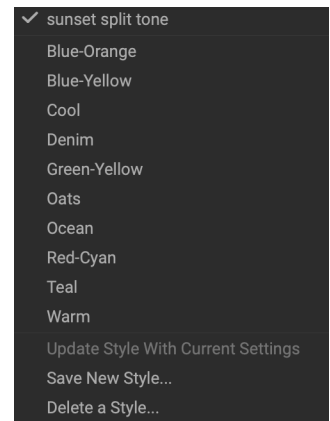 sunset split tone
Blue-Orange
Blue-Yellow
Cool
Denim
Green-Yellow
Oats
Ocean
Red-Cyan
Teal
Warm
Update Style With Current Settings
Save New Style...
Delete a Style...